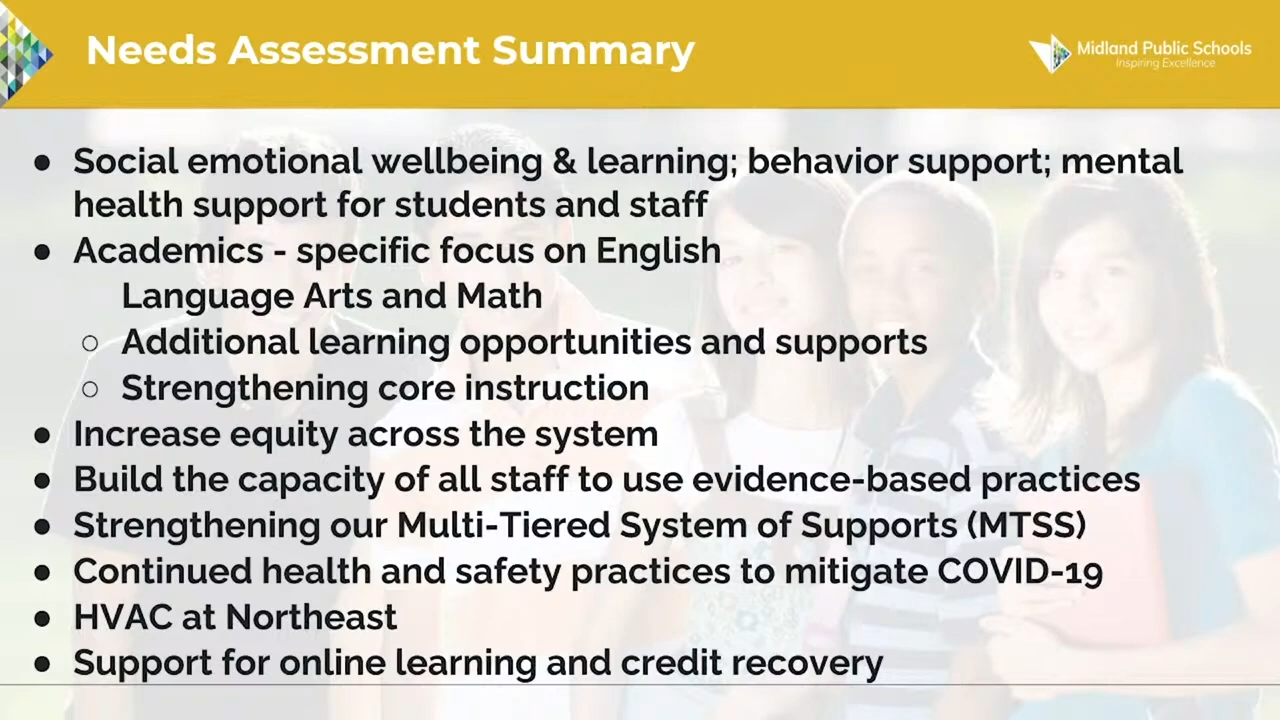 Needs Assessment Summary
Midland Public Schools
Inspiring Excellence
● Social emotional wellbeing & learning; behavior support; mental
health support for students and staff
● Academics - specific focus on English
Language Arts and Math
○ Additional learning opportunities and supports
○ Strengthening core instruction
● Increase equity across the system
● Build the capacity of all staff to use evidence-based practices
● Strengthening our Multi-Tiered System of Supports (MTSS)
● Continued health and safety practices to mitigate COVID-19
● HVAC at Northeast
● Support for online learning and credit recovery